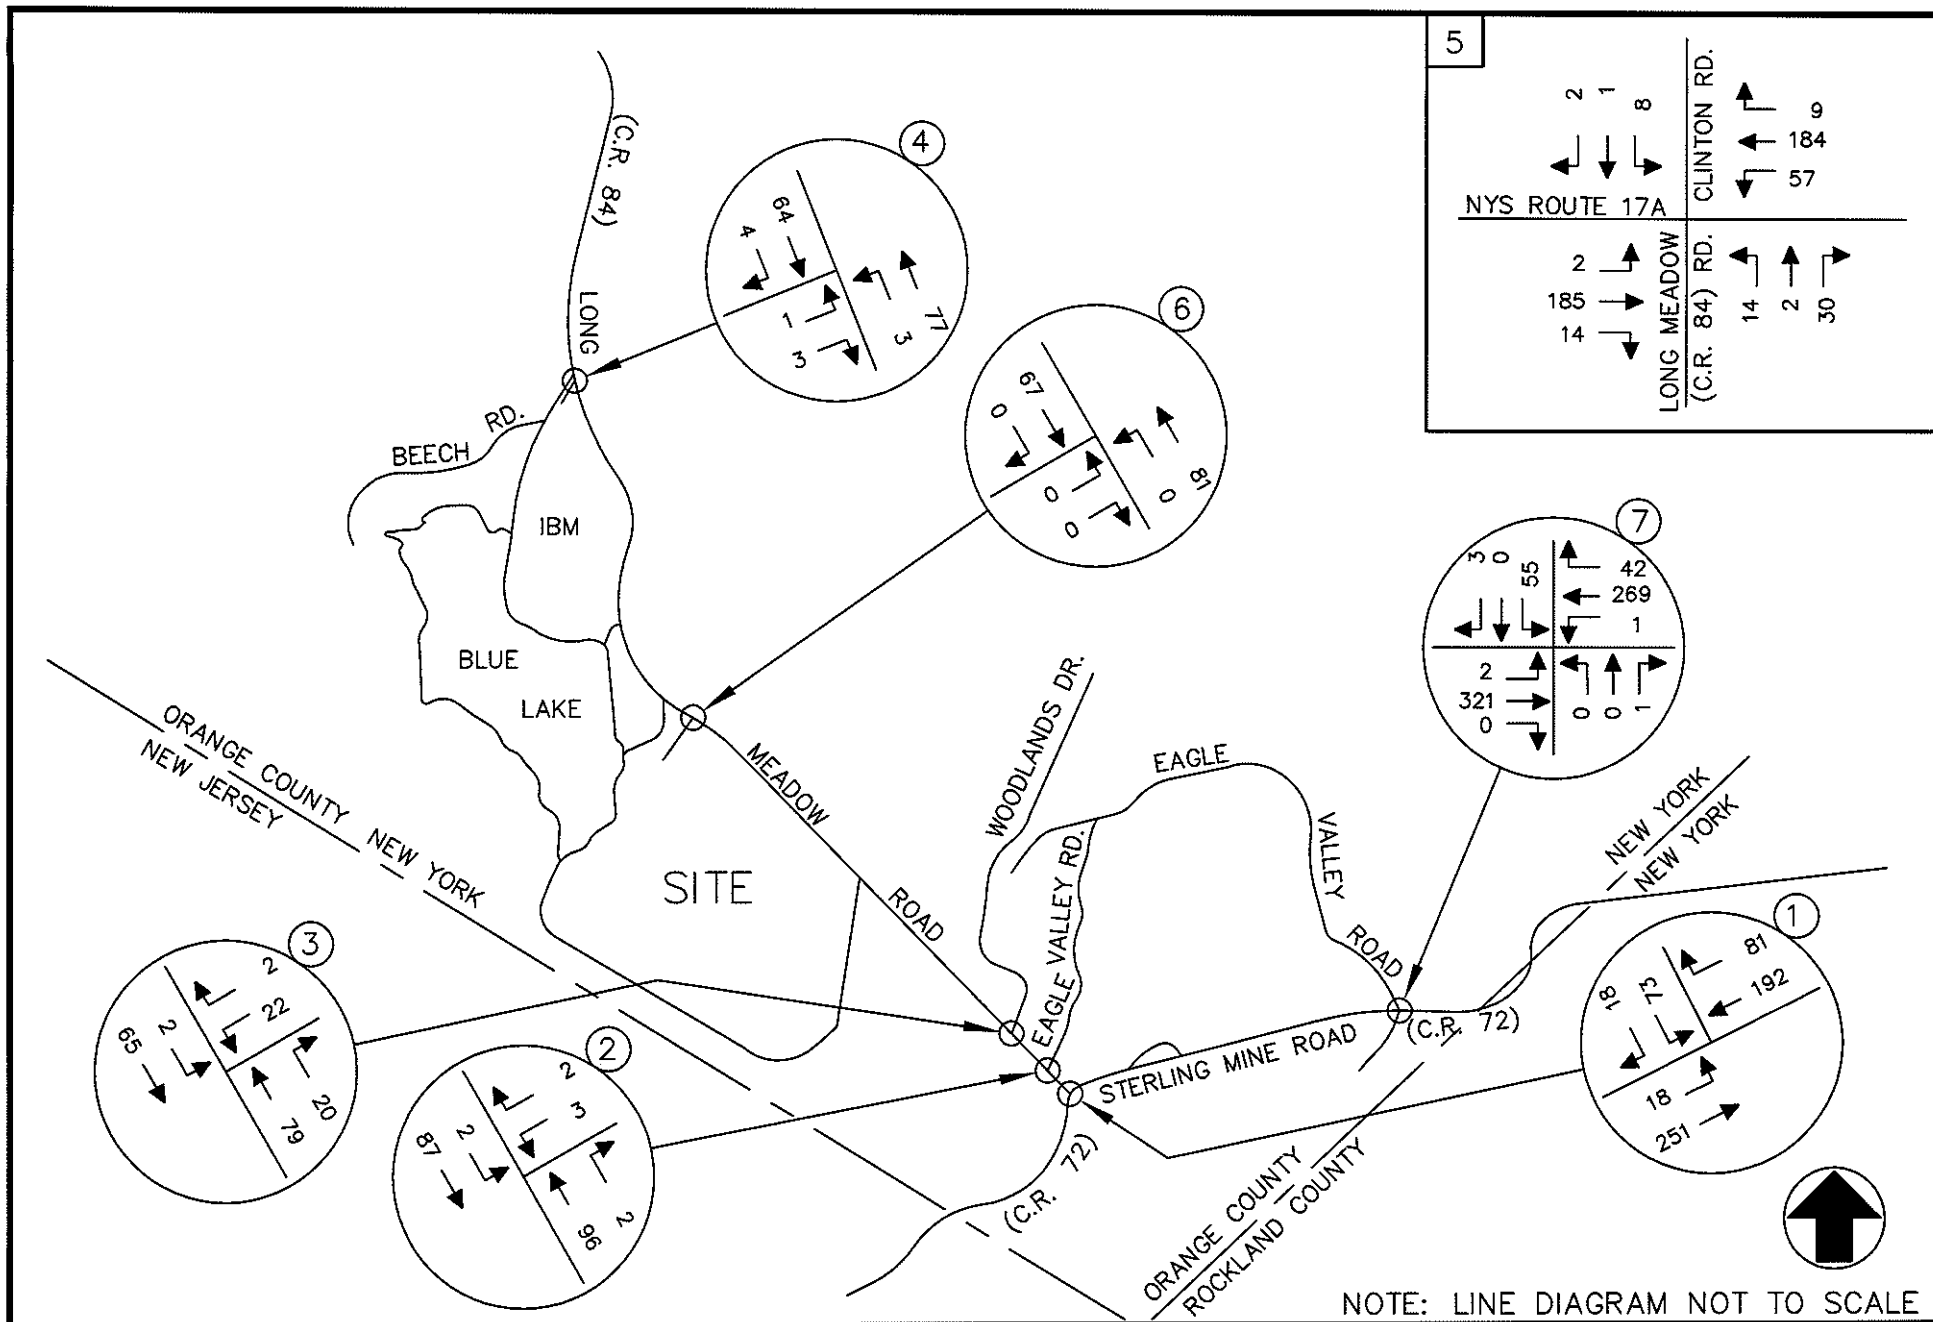 5
2
1
8
CLINTON RD.
9
184
57
NYS ROUTE 17A
2
185
14
LONG MEADOW
(C.R. 84) RD.
14
2
30
(C.R. 84)
LONG
4
64
4
1
3
77
3
6
67
0
0
0
81
0
BEECH RD.
IBM
BLUE
LAKE
7
3
0
55
42
269
1
2
321
0
0
0
1
ORANGE COUNTY NEW YORK
NEW JERSEY
MEADOW
ROAD
WOODLANDS DR.
EAGLE VALLEY RD.
EAGLE
VALLEY
ROAD
NEW YORK
NEW YORK
SITE
3
2
22
2
65
20
79
2
2
3
2
87
2
96
1
81
192
73
18
18
251
STERLING MINE ROAD
(C.R. 72)
(C.R. 72)
ORANGE COUNTY
ROCKLAND COUNTY
NOTE: LINE DIAGRAM NOT TO SCALE